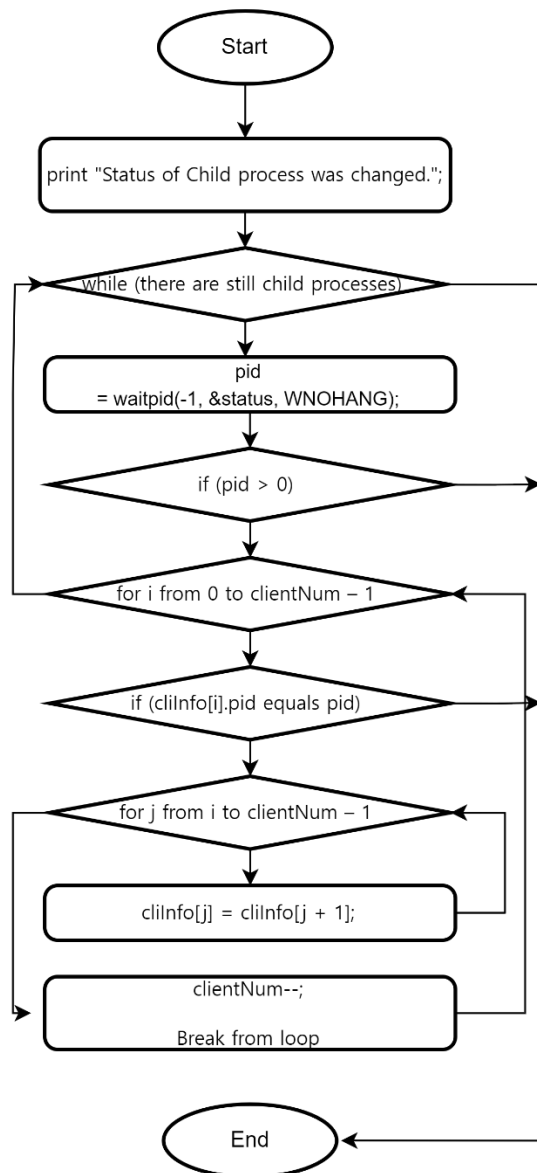 Start
print "Status of Child process was changed.";
while (there are still child processes)
pid
= waitpid(-1, &status, WNOHANG);
if (pid > 0)
for i from 0 to clientNum – 1
if (cliInfo[i].pid equals pid)
for j from i to clientNum – 1
cliInfo[j] = cliInfo[j + 1];
clientNum--;
Break from loop
End